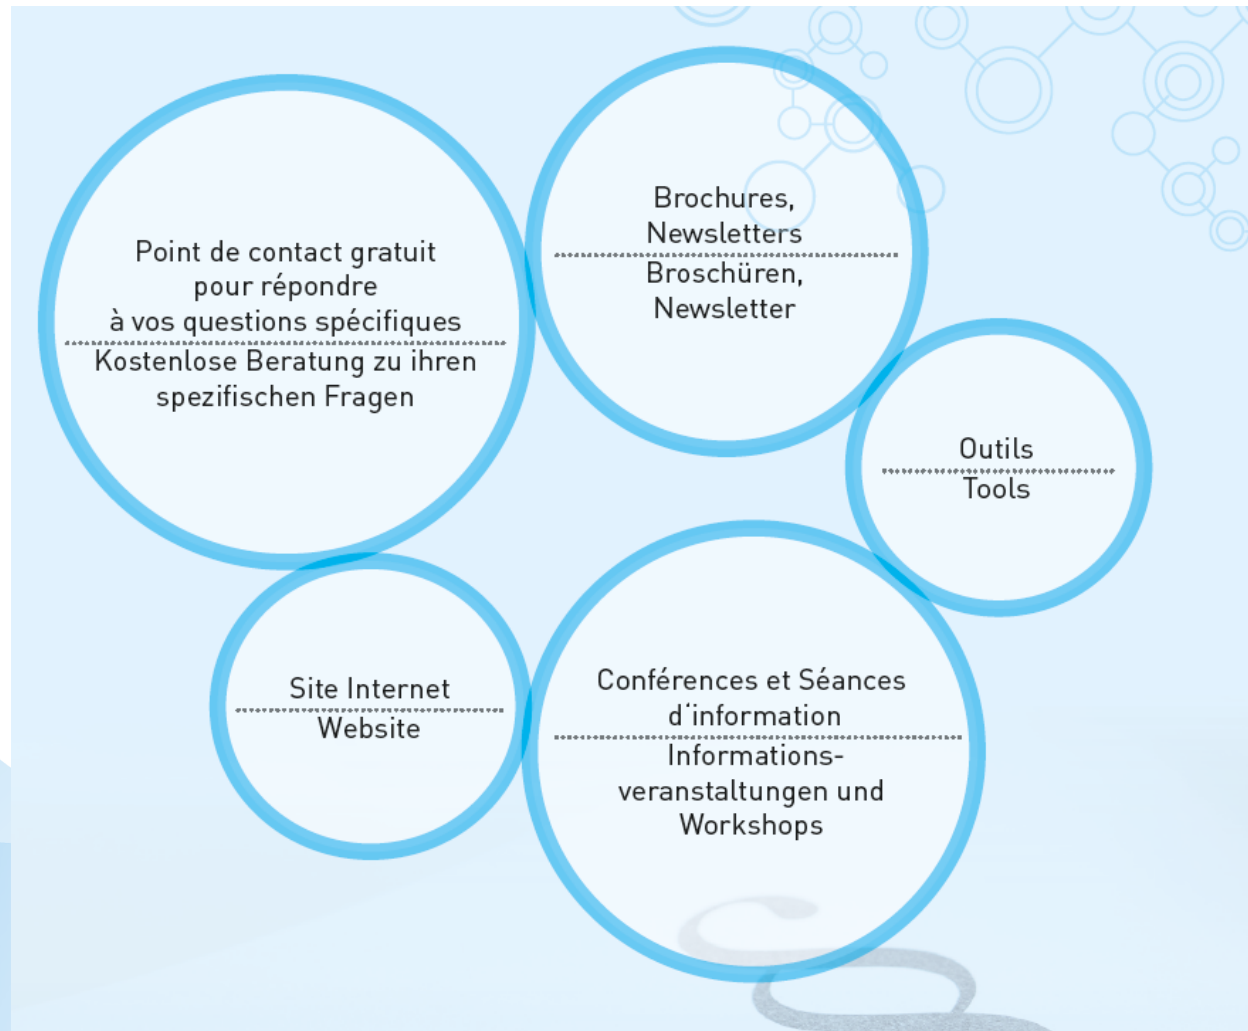 Point de contact gratuit
pour répondre
à vos questions spécifiques
Kostenlose Beratung zu ihren
spezifischen Fragen
Brochures,
Newsletters
Broschüren,
Newsletter
Outils
Tools
Site Internet
Website
Conférences et Séances
d‘information
Informations-
veranstaltungen und
Workshops
§